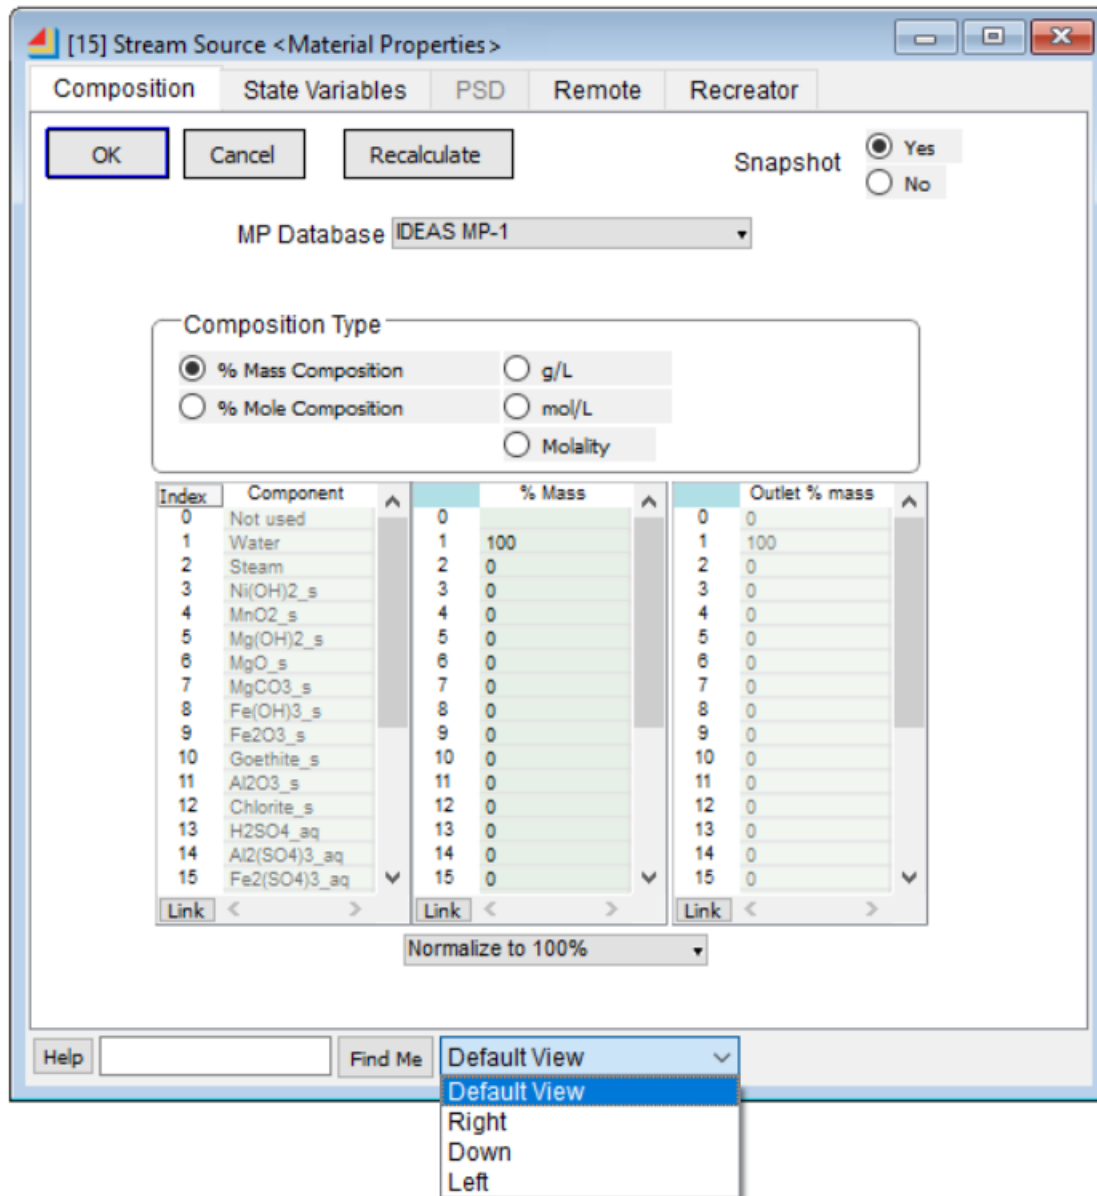 [15] Stream Source <Material Properties>
Composition State Variables PSD Remote Recreator
OK Cancel Recalculate Snapshot Yes
No
MP Database IDEAS MP-1
Composition Type
% Mass Composition g/L
% Mole Composition mol/L
Molality
Index Component % Mass Outlet % mass
0 Not used 0 0 0
1 Water 1 100 1 100
2 Steam 2 0 2 0
3 Ni(OH)2_s 3 0 3 0
4 MnO2_s 4 0 4 0
5 Mg(OH)2_s 5 0 5 0
6 MgO_s 6 0 6 0
7 MgCO3_s 7 0 7 0
8 Fe(OH)3_s 8 0 8 0
9 Fe2O3_s 9 0 9 0
10 Goethite_s 10 0 10 0
11 Al2O3_s 11 0 11 0
12 Chlorite_s 12 0 12 0
13 H2SO4_aq 13 0 13 0
14 Al2(SO4)3_aq 14 0 14 0
15 Fe2(SO4)3_aq 15 0 15 0
Link Link Link
Normalize to 100%
Help Find Me Default View
Default View
Right
Down
Left